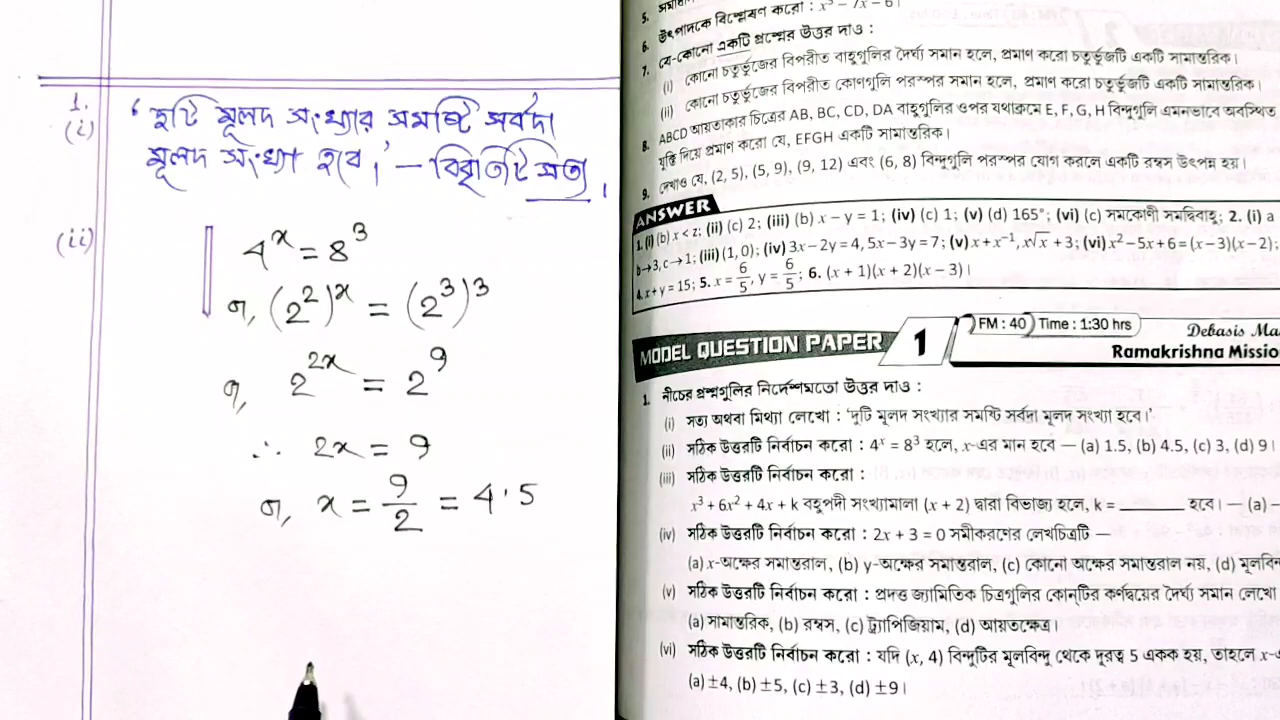 1.
(i) 'দুটি মূলদ সংখ্যার সমষ্টি সর্বদা
মূলদ সংখ্যা হবে।' — বিবৃতিটি সত্য।
(ii) 4^x = 8^3
বা, (2^2)^x = (2^3)^3
বা, 2^{2x} = 2^9
∴ 2x = 9
বা, x = 9/2 = 4.5
5.
6. উৎপাদকে বিশ্লেষণ করো : x³ – 7x – 6।
7. যে-কোনো একটি প্রশ্নের উত্তর দাও :
(i) কোনো চতুর্ভুজের বিপরীত বাহুগুলির দৈর্ঘ্য সমান হলে, প্রমাণ করো চতুর্ভুজটি একটি সামান্তরিক।
(ii) কোনো চতুর্ভুজের বিপরীত কোণগুলি পরস্পর সমান হলে, প্রমাণ করো চতুর্ভুজটি একটি সামান্তরিক।
8. ABCD আয়তাকার চিত্রের AB, BC, CD, DA বাহুগুলির ওপর যথাক্রমে E, F, G, H বিন্দুগুলি এমনভাবে অবস্থিত
যুক্তি দিয়ে প্রমাণ করো যে, EFGH একটি সামান্তরিক।
9. দেখাও যে, (2, 5), (5, 9), (9, 12) এবং (6, 8) বিন্দুগুলি পরস্পর যোগ করলে একটি রম্বস উৎপন্ন হয়।
ANSWER
1. (i) (b) x < z; (ii) (c) 2; (iii) (b) x – y = 1; (iv) (c) 1; (v) (d) 165°; (vi) (c) সমকোণী সমদ্বিবাহু; 2. (i) a
b→3, c→1; (iii) (1, 0); (iv) 3x – 2y = 4, 5x – 3y = 7; (v) x + x⁻¹, x√x + 3; (vi) x² – 5x + 6 = (x – 3)(x – 2);
4. x + y = 15; 5. x = 6/5, y = 6/5; 6. (x + 1)(x + 2)(x – 3)।
MODEL QUESTION PAPER 1 FM : 40 Time : 1:30 hrs Debasis Ma
Ramakrishna Missio
1. নীচের প্রশ্নগুলির নির্দেশমতো উত্তর দাও :
(i) সত্য অথবা মিথ্যা লেখো : 'দুটি মূলদ সংখ্যার সমষ্টি সর্বদা মূলদ সংখ্যা হবে।'
(ii) সঠিক উত্তরটি নির্বাচন করো : 4ˣ = 8³ হলে, x-এর মান হবে — (a) 1.5, (b) 4.5, (c) 3, (d) 9।
(iii) সঠিক উত্তরটি নির্বাচন করো :
x³ + 6x² + 4x + k বহুপদী সংখ্যামালা (x + 2) দ্বারা বিভাজ্য হলে, k = ______ হবে। — (a) –
(iv) সঠিক উত্তরটি নির্বাচন করো : 2x + 3 = 0 সমীকরণের লেখচিত্রটি —
(a) x-অক্ষের সমান্তরাল, (b) y-অক্ষের সমান্তরাল, (c) কোনো অক্ষের সমান্তরাল নয়, (d) মূলবিন
(v) সঠিক উত্তরটি নির্বাচন করো : প্রদত্ত জ্যামিতিক চিত্রগুলির কোন্‌টির কর্ণদ্বয়ের দৈর্ঘ্য সমান লেখো
(a) সামান্তরিক, (b) রম্বস, (c) ট্র্যাপিজিয়াম, (d) আয়তক্ষেত্র।
(vi) সঠিক উত্তরটি নির্বাচন করো : যদি (x, 4) বিন্দুটির মূলবিন্দু থেকে দূরত্ব 5 একক হয়, তাহলে x-
(a) ±4, (b) ±5, (c) ±3, (d) ±9।